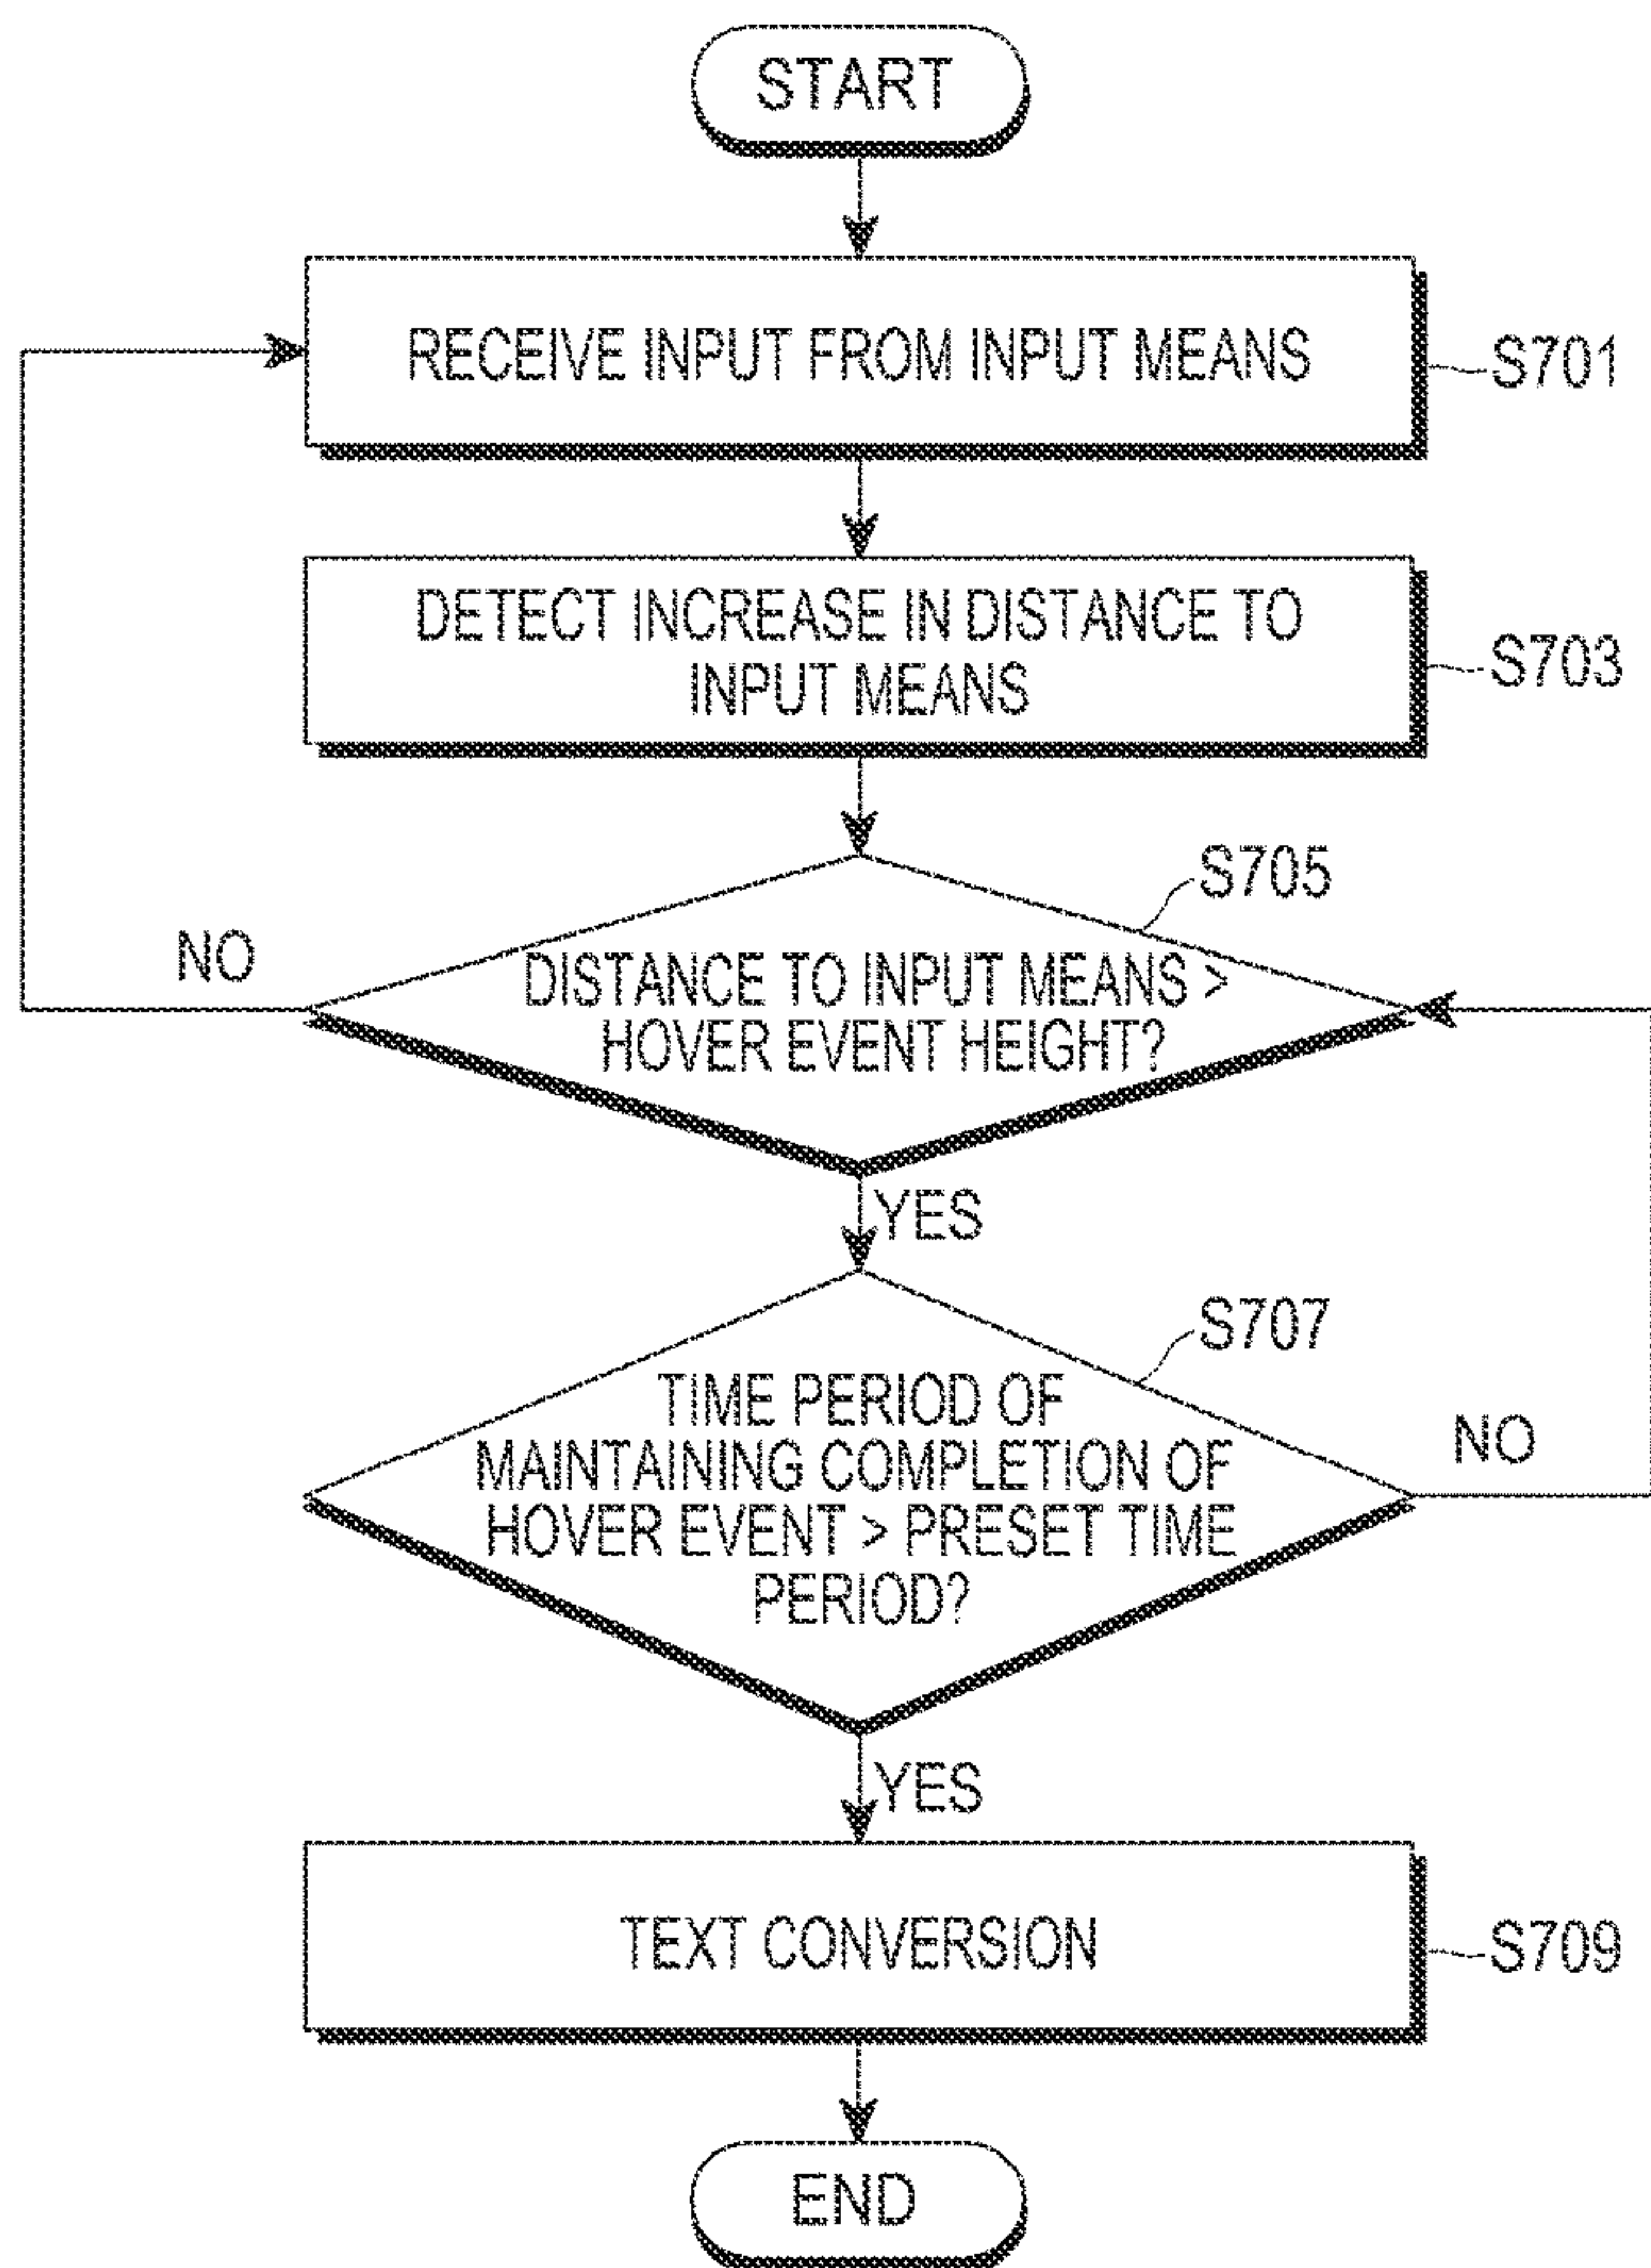 START
RECEIVE INPUT FROM INPUT MEANS
S701
DETECT INCREASE IN DISTANCE TO
INPUT MEANS
S703
S705
NO
DISTANCE TO INPUT MEANS >
HOVER EVENT HEIGHT?
YES
S707
TIME PERIOD OF
MAINTAINING COMPLETION OF
HOVER EVENT > PRESET TIME
PERIOD?
NO
YES
TEXT CONVERSION
S709
END